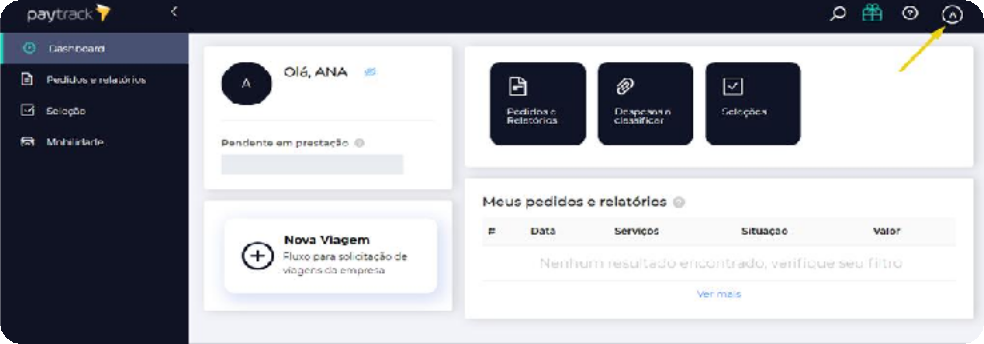 paytrack
Dashboard
Pedidos e relatórios
Seleção
Mobilidade
A
Olá, ANA
Pendente em prestação
Nova Viagem
Fluxo para solicitação de
viagens da empresa
Pedidos e
Relatórios
Despesas a
classificar
Seleções
Meus pedidos e relatórios
# Data Serviços Situação Valor
Nenhum resultado encontrado, verifique seu filtro
Ver mais
A